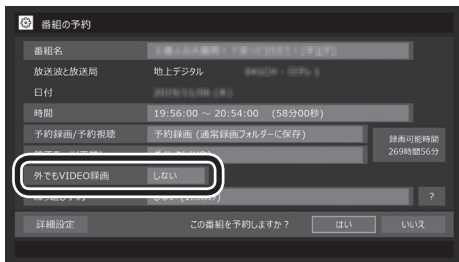 番組の予約
番組名
放送波と放送局 地上デジタル
日付
時間 19:56:00 ～ 20:54:00 (58分00秒)
予約録画/予約視聴 予約録画 (通常録画フォルダーに保存)
録画可能時間
269時間56分
外でもVIDEO録画 しない
?
詳細設定 この番組を予約しますか? はい いいえ